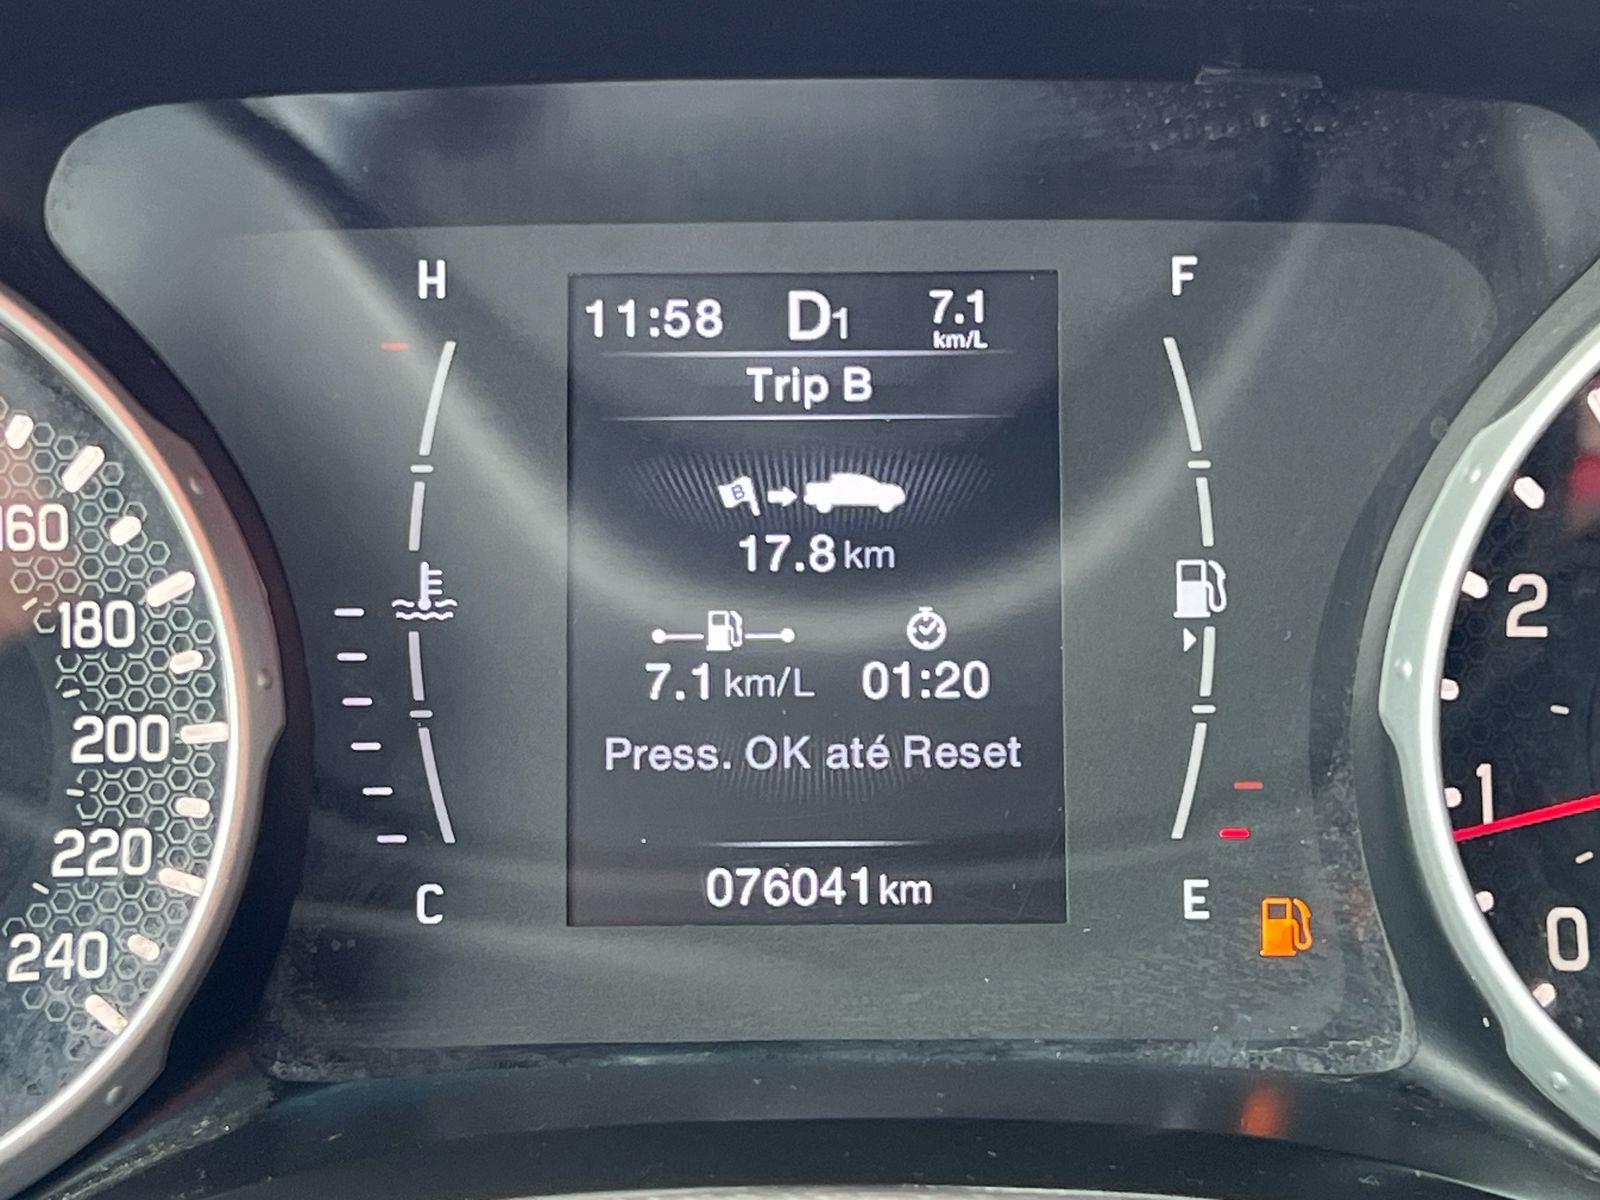 H
F
11:58 D1 7.1 km/L
Trip B
B
17.8 km
7.1 km/L 01:20
Press. OK até Reset
076041 km
C
E
160
180
200
220
240
2
1
0